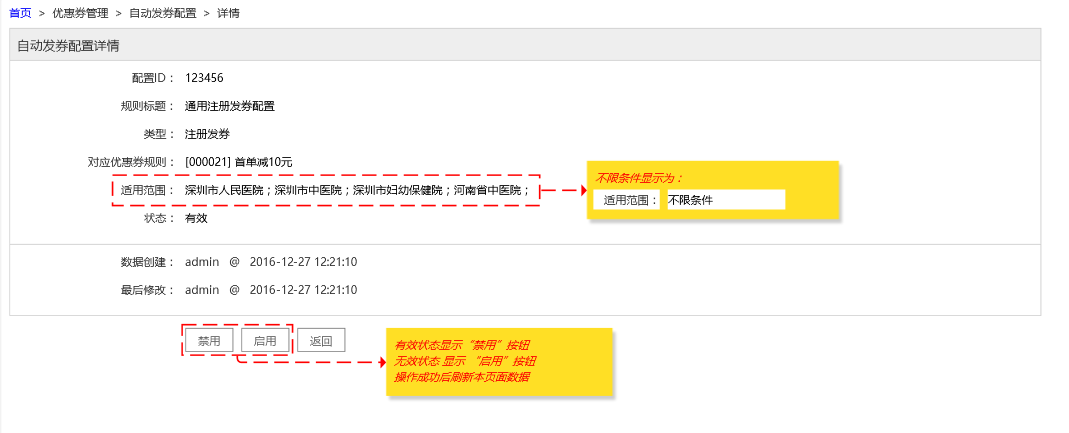 首页 > 优惠券管理 > 自动发券配置 > 详情
自动发券配置详情
配置ID： 123456
规则标题： 通用注册发券配置
类型： 注册发券
对应优惠券规则： [000021] 首单减10元
适用范围： 深圳市人民医院；深圳市中医院；深圳市妇幼保健院；河南省中医院；
不限条件显示为：
适用范围： 不限条件
状态： 有效
数据创建： admin @ 2016-12-27 12:21:10
最后修改： admin @ 2016-12-27 12:21:10
禁用 启用 返回
有效状态显示“禁用”按钮
无效状态 显示 “启用”按钮
操作成功后刷新本页面数据